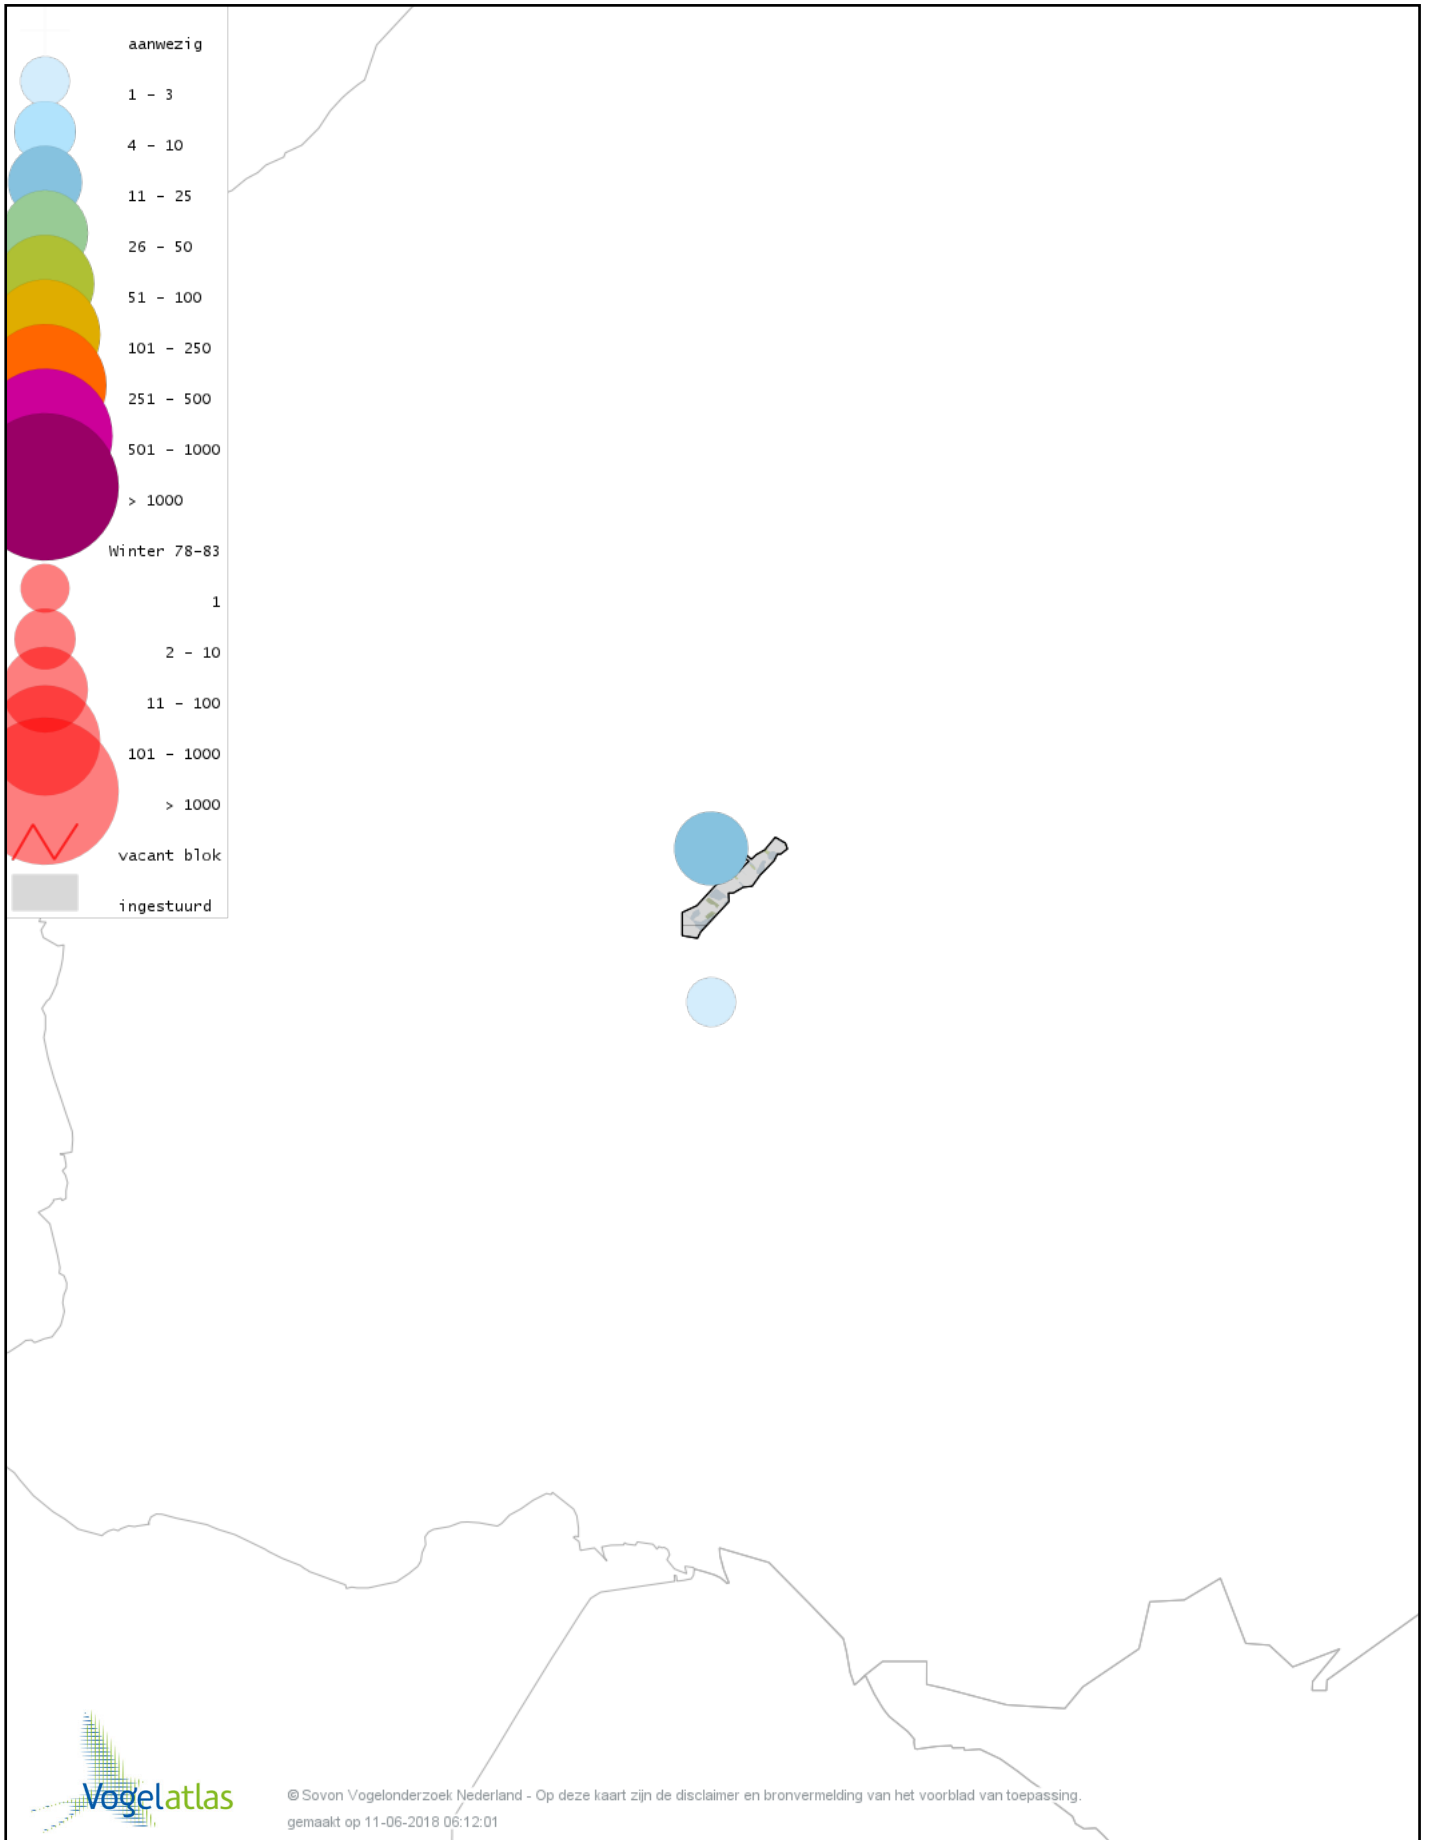 aanwezig
1 - 3
4 - 10
11 - 25
26 - 50
51 - 100
101 - 250
251 - 500
501 - 1000
> 1000
Winter 78-83
1
2 - 10
11 - 100
101 - 1000
> 1000
vacant blok
ingestuurd
Vogelatlas
© Sovon Vogelonderzoek Nederland - Op deze kaart zijn de disclaimer en bronvermelding van het voorblad van toepassing.
gemaakt op 11-06-2018 06:12:01